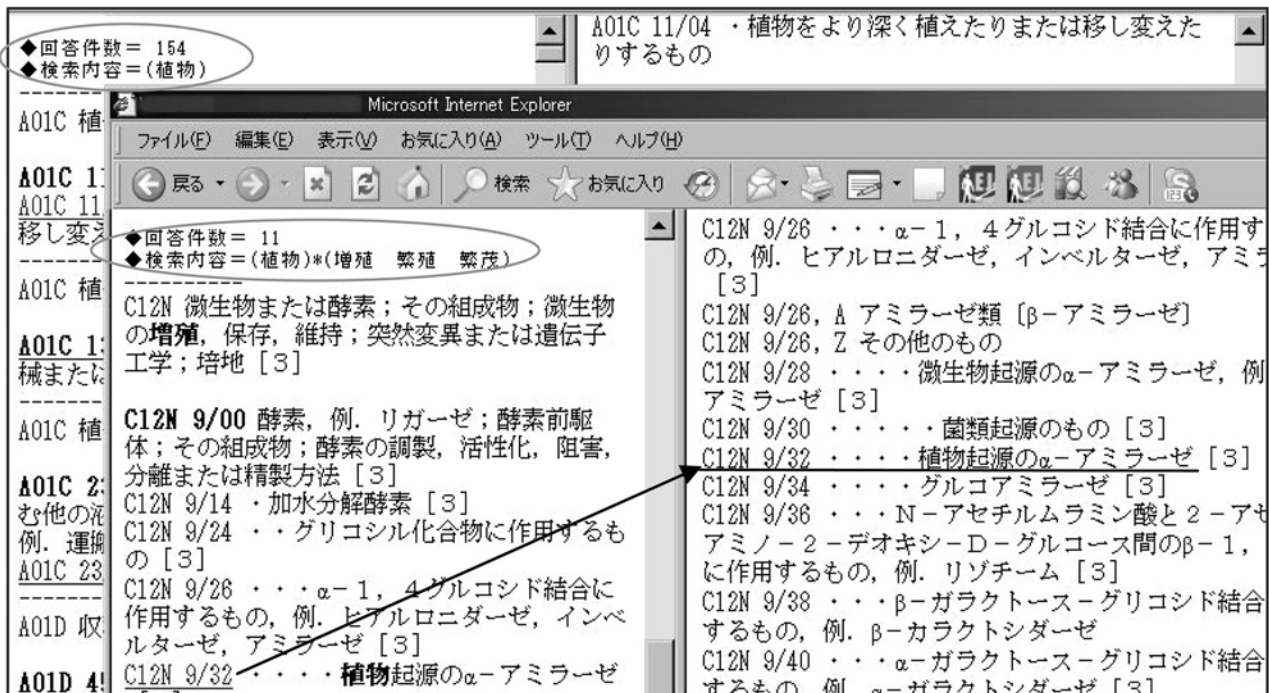 ◆回答件数＝ 154
◆検索内容＝(植物)
A01C 植
A01C 1
A01C 11
移し変え
A01C 植
A01C 1
械または
A01C 植
A01C 2
む他の液
例．運搬
A01C 23
A01D 収
A01D 4
A01C 11/04 ・植物をより深く植えたりまたは移し変えた
りするもの
Microsoft Internet Explorer
ファイル(F) 編集(E) 表示(V) お気に入り(A) ツール(T) ヘルプ(H)
戻る 検索 お気に入り
◆回答件数＝ 11
◆検索内容＝(植物)*(増殖 繁殖 繁茂)
C12N 微生物または酵素；その組成物；微生物
の増殖，保存，維持；突然変異または遺伝子
工学；培地［3］
C12N 9/00 酵素，例．リガーゼ；酵素前駆
体；その組成物；酵素の調製，活性化，阻害，
分離または精製方法［3］
C12N 9/14 ・加水分解酵素［3］
C12N 9/24 ・・グリコシル化合物に作用するも
の［3］
C12N 9/26 ・・・α－1，4グルコシド結合に
作用するもの，例．ヒアルロニダーゼ，インベ
ルターゼ，アミラーゼ［3］
C12N 9/32 ・・・・植物起源のα－アミラーゼ
C12N 9/26 ・・・α－1，4グルコシド結合に作用す
の，例．ヒアルロニダーゼ，インベルターゼ，アミラ
［3］
C12N 9/26，A アミラーゼ類〔β－アミラーゼ〕
C12N 9/26，Z その他のもの
C12N 9/28 ・・・・微生物起源のα－アミラーゼ，例
アミラーゼ［3］
C12N 9/30 ・・・・・菌類起源のもの［3］
C12N 9/32 ・・・・植物起源のα－アミラーゼ［3］
C12N 9/34 ・・・・グルコアミラーゼ［3］
C12N 9/36 ・・・N－アセチルムラミン酸と2－アセ
アミノ－2－デオキシ－D－グルコース間のβ－1，
に作用するもの，例．リゾチーム［3］
C12N 9/38 ・・・β－ガラクトース－グリコシド結合
するもの，例．β－カラクトシダーゼ
C12N 9/40 ・・・α－ガラクトース－グリコシド結合
するもの，例．α－ガラクトシダーゼ［3］